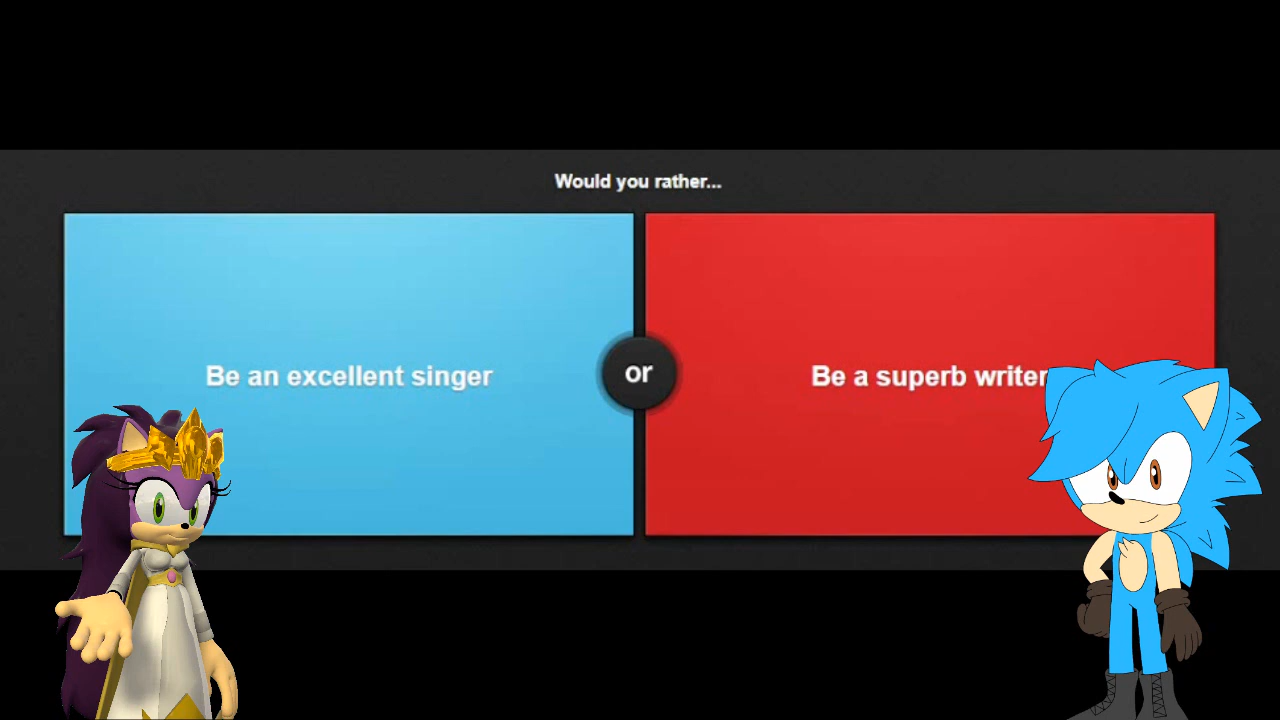 Would you rather...
Be an excellent singer
or
Be a superb writer